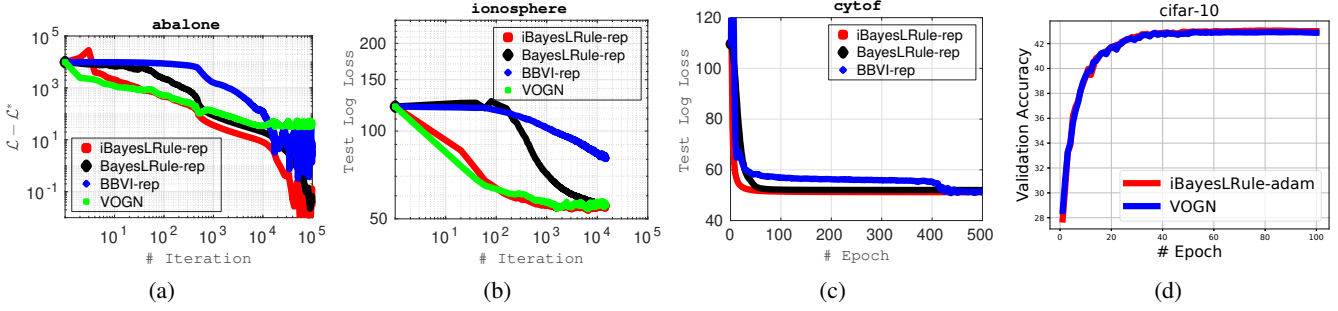 abalone
10^5
10^3
10^1
10^-1
ℒ − ℒ*
iBayesLRule-rep
BayesLRule-rep
BBVI-rep
VOGN
10^1 10^2 10^3 10^4 10^5
# Iteration
(a)
ionosphere
200
150
100
50
Test Log Loss
iBayesLRule-rep
BayesLRule-rep
BBVI-rep
VOGN
10^1 10^2 10^3 10^4 10^5
# Iteration
(b)
cytof
120
100
80
60
40
Test Log Loss
iBayesLRule-rep
BayesLRule-rep
BBVI-rep
0 100 200 300 400 500
# Epoch
(c)
cifar-10
42
40
38
36
34
32
30
28
Validation Accuracy
iBayesLRule-adam
VOGN
0 20 40 60 80 100
# Epoch
(d)